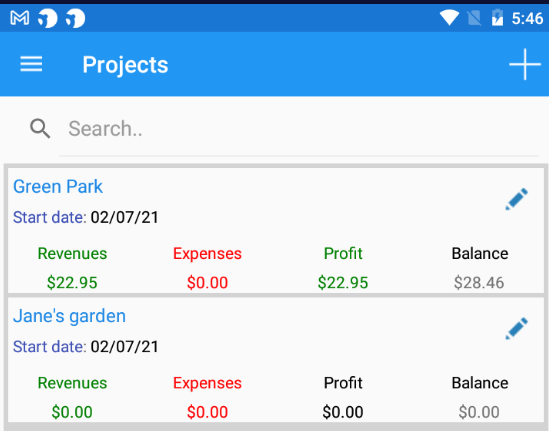 5:46
Projects
Search..
Green Park
Start date: 02/07/21
Revenues Expenses Profit Balance
$22.95 $0.00 $22.95 $28.46
Jane's garden
Start date: 02/07/21
Revenues Expenses Profit Balance
$0.00 $0.00 $0.00 $0.00